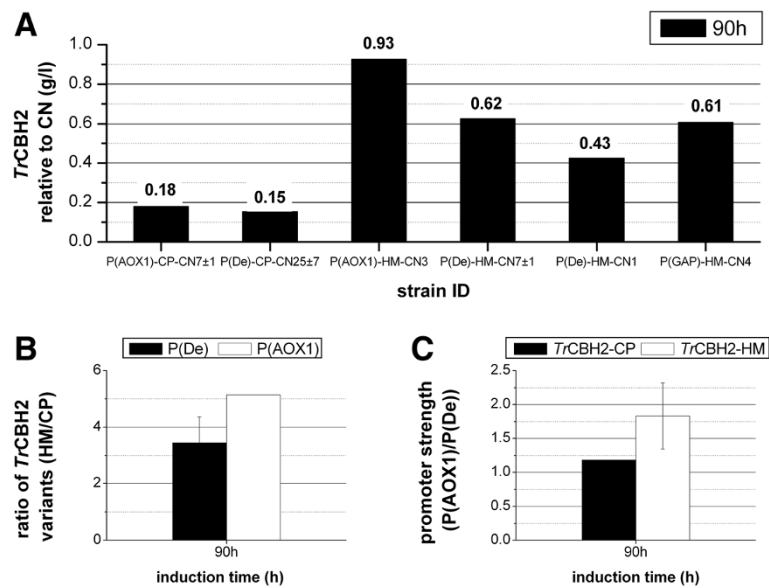 A
90h
TrCBH2
relative to CN (g/l)
1.0
0.8
0.6
0.4
0.2
0.0
0.18
0.15
0.93
0.62
0.43
0.61
P(AOX1)-CP-CN7±1 P(De)-CP-CN25±7 P(AOX1)-HM-CN3 P(De)-HM-CN7±1 P(De)-HM-CN1 P(GAP)-HM-CN4
strain ID
B
P(De) P(AOX1)
ratio of TrCBH2
variants (HM/CP)
6
4
2
0
90h
induction time (h)
C
TrCBH2-CP TrCBH2-HM
promoter strength
(P(AOX1)/P(De))
2.5
2.0
1.5
1.0
0.5
0.0
90h
induction time (h)